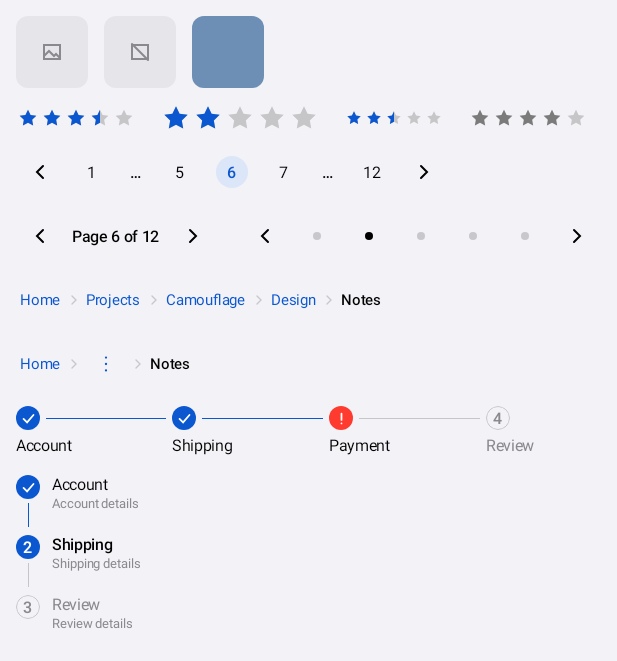 1 ... 5 6 7 ... 12
Page 6 of 12
Home Projects Camouflage Design Notes
Home Notes
4
Account Shipping Payment Review
Account
Account details
2 Shipping
Shipping details
3 Review
Review details